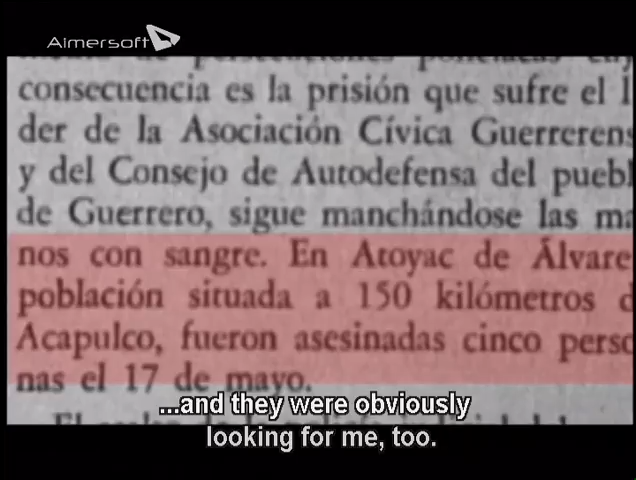 Aimersoft
consecuencia es la prisión que sufre el l
der de la Asociación Cívica Guerrerens
y del Consejo de Autodefensa del puebl
de Guerrero, sigue manchándose las ma
nos con sangre. En Atoyac de Álvare
población situada a 150 kilómetros d
Acapulco, fueron asesinadas cinco perso
nas el 17 de mayo.
...and they were obviously
looking for me, too.